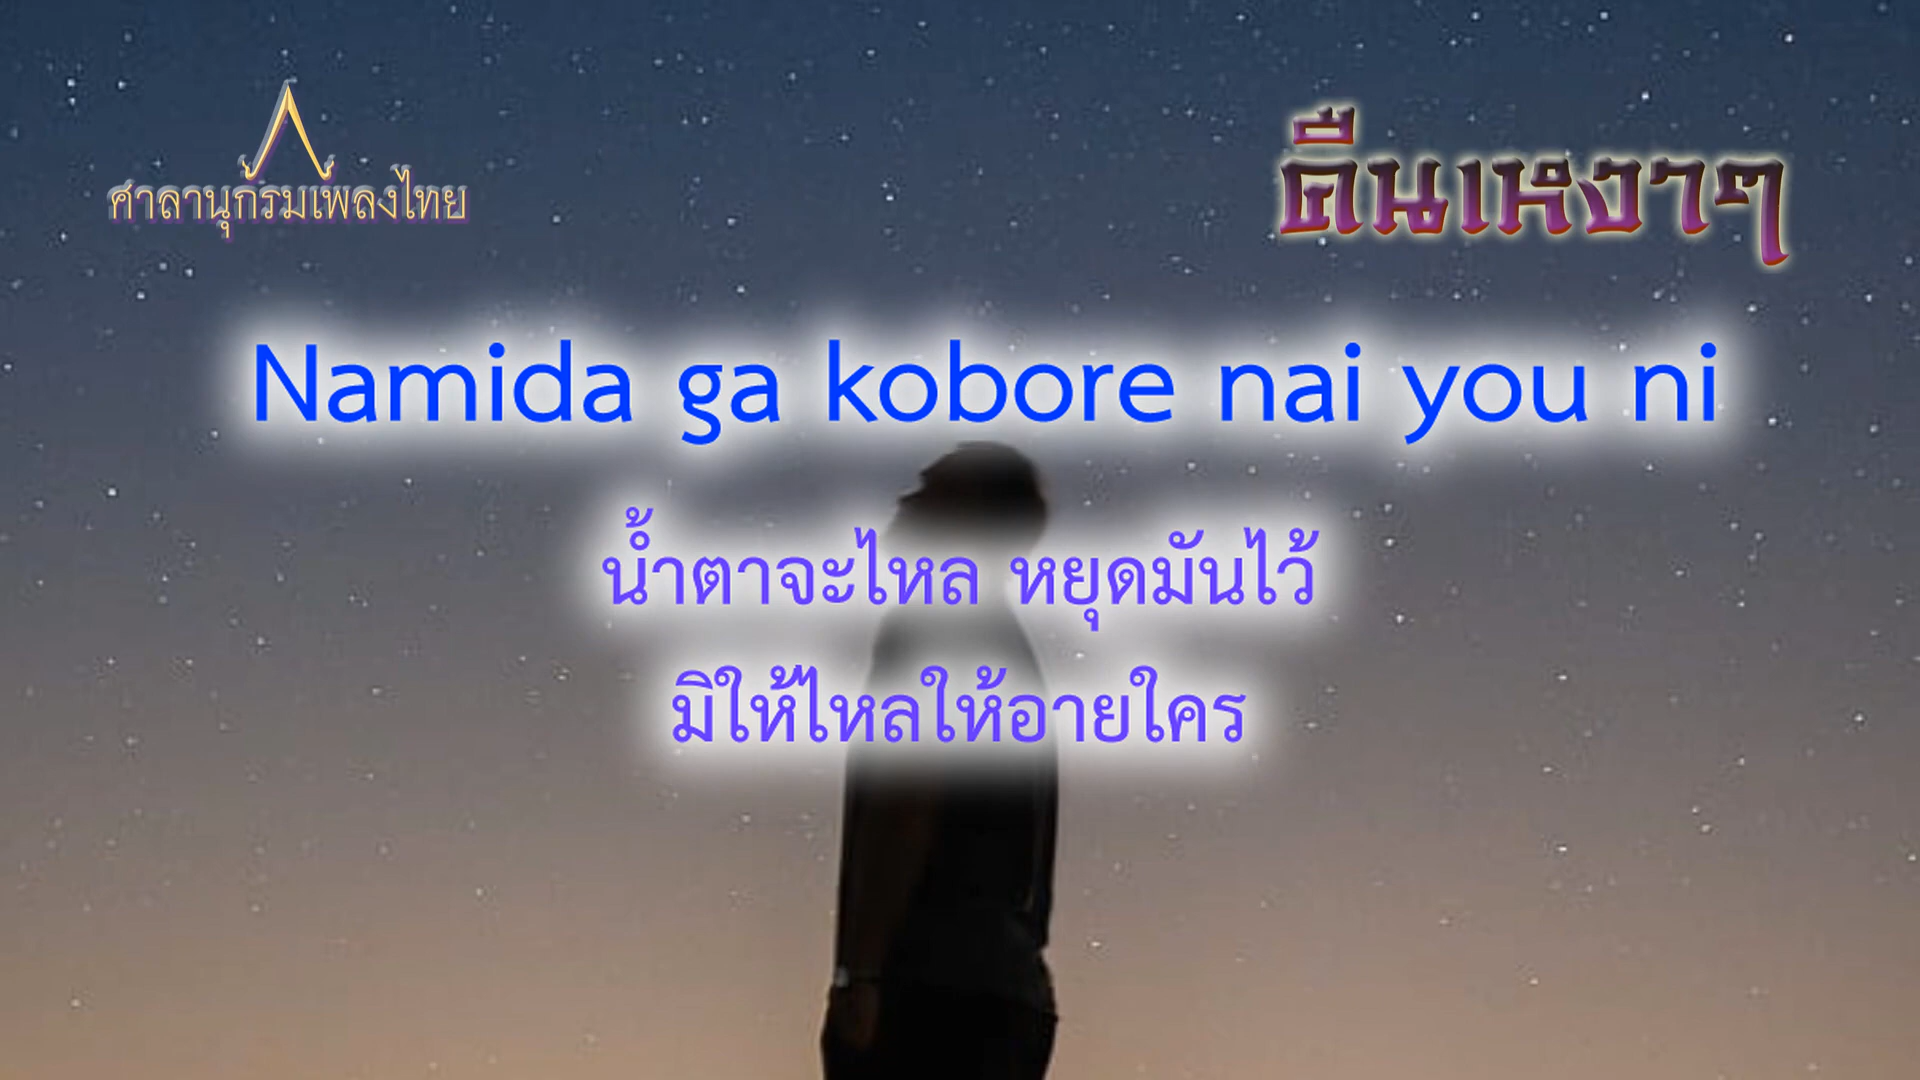 ศาลานุกรมเพลงไทย
คืนเหงาๆ
Namida ga kobore nai you ni
น้ำตาจะไหล หยุดมันไว้
มิให้ไหลให้อายใคร